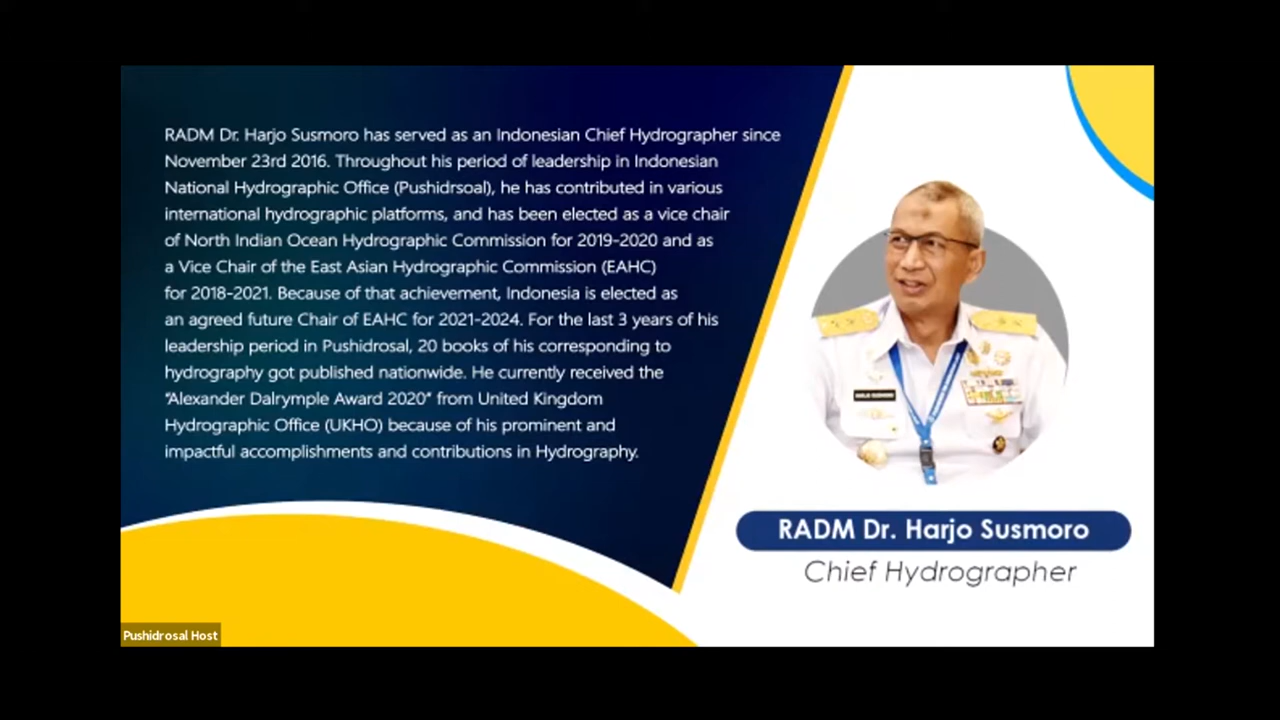 RADM Dr. Harjo Susmoro has served as an Indonesian Chief Hydrographer since
November 23rd 2016. Throughout his period of leadership in Indonesian
National Hydrographic Office (Pushidrsoal), he has contributed in various
international hydrographic platforms, and has been elected as a vice chair
of North Indian Ocean Hydrographic Commission for 2019-2020 and as
a Vice Chair of the East Asian Hydrographic Commission (EAHC)
for 2018-2021. Because of that achievement, Indonesia is elected as
an agreed future Chair of EAHC for 2021-2024. For the last 3 years of his
leadership period in Pushidrosal, 20 books of his corresponding to
hydrography got published nationwide. He currently received the
"Alexander Dalrymple Award 2020" from United Kingdom
Hydrographic Office (UKHO) because of his prominent and
impactful accomplishments and contributions in Hydrography.
HARJO SUSMORO
RADM Dr. Harjo Susmoro
Chief Hydrographer
Pushidrosal Host